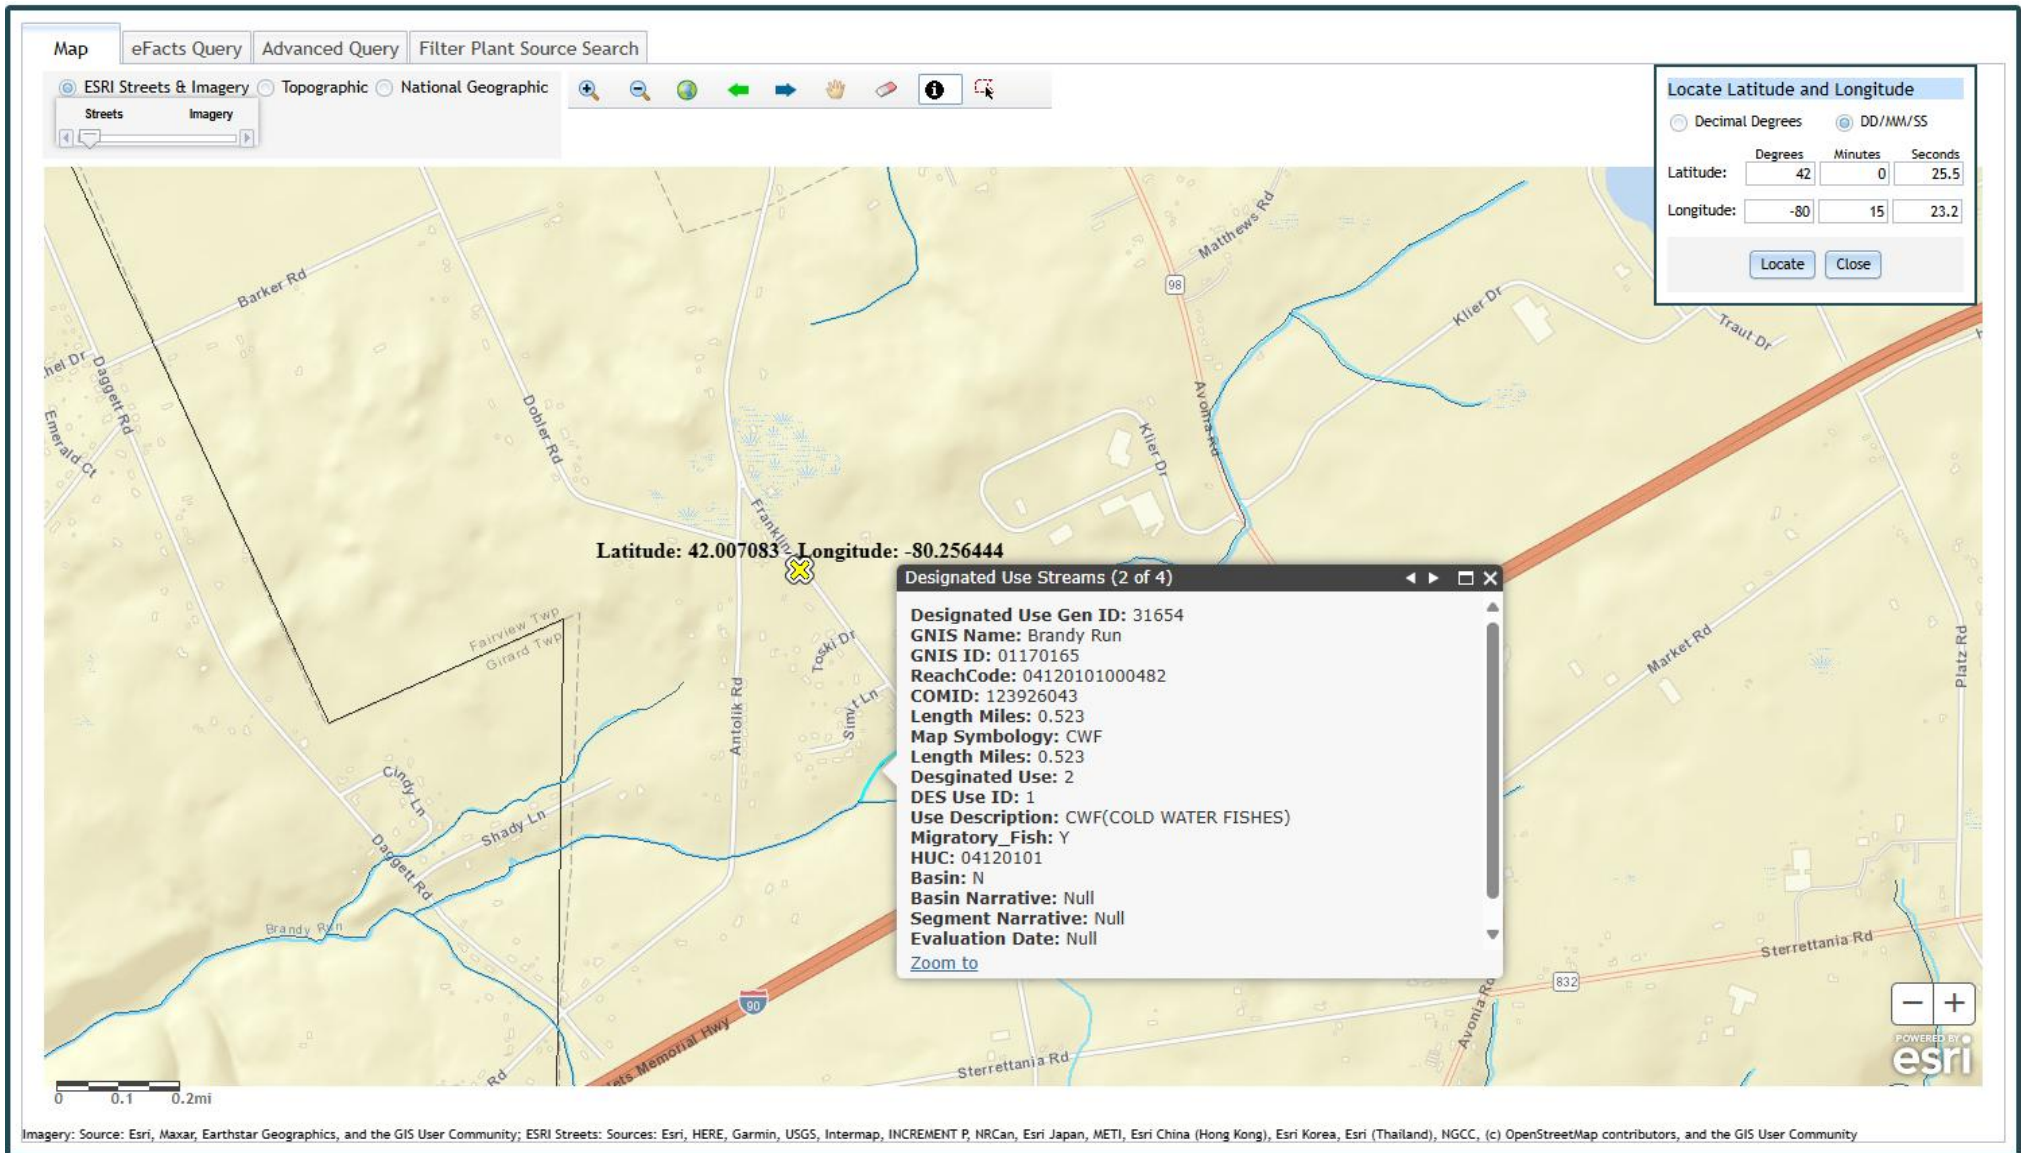 Map eFacts Query Advanced Query Filter Plant Source Search
ESRI Streets & Imagery Topographic National Geographic
Streets Imagery
Locate Latitude and Longitude
Decimal Degrees DD/MM/SS
Degrees Minutes Seconds
Latitude: 42 0 25.5
Longitude: -80 15 23.2
Locate Close
Barker Rd
Matthews Rd
98
Klier Dr
Traut Dr
hel Dr
Daggett Rd
Emerald Ct
Dobler Rd
Avonia Rd
Klier Dr
Franklin
Latitude: 42.007083 Longitude: -80.256444
Fairview Twp
Girard Twp
Toski Dr
Antolik Rd
Market Rd
Platz Rd
Cindy Ln
Shady Ln
Daggett Rd
Brandy Run
Designated Use Streams (2 of 4)
Designated Use Gen ID: 31654
GNIS Name: Brandy Run
GNIS ID: 01170165
ReachCode: 04120101000482
COMID: 123926043
Length Miles: 0.523
Map Symbology: CWF
Length Miles: 0.523
Desginated Use: 2
DES Use ID: 1
Use Description: CWF(COLD WATER FISHES)
Migratory_Fish: Y
HUC: 04120101
Basin: N
Basin Narrative: Null
Segment Narrative: Null
Evaluation Date: Null
Zoom to
Sterrettania Rd
832
Avonia Rd
90
ets Memorial Hwy
Sterrettania Rd
Rd
POWERED BY
esri
0 0.1 0.2mi
Imagery: Source: Esri, Maxar, Earthstar Geographics, and the GIS User Community; ESRI Streets: Sources: Esri, HERE, Garmin, USGS, Intermap, INCREMENT P, NRCan, Esri Japan, METI, Esri China (Hong Kong), Esri Korea, Esri (Thailand), NGCC, (c) OpenStreetMap contributors, and the GIS User Community